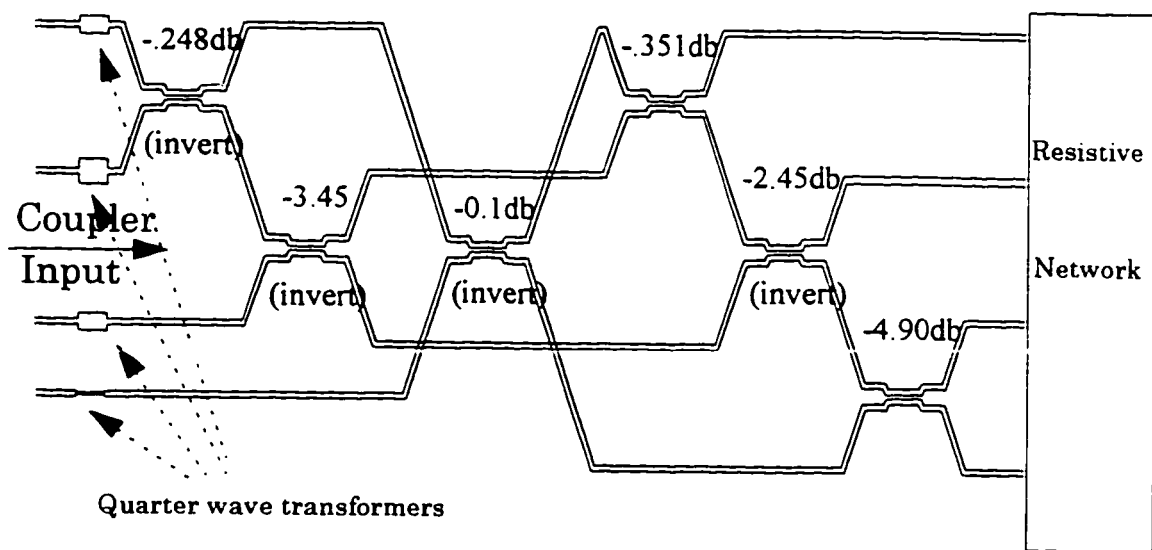 -.248db
-.351db
(invert)
Resistive
-3.45
-0.1db
-2.45db
Coupler
Input
Network
(invert)
(invert)
(invert)
-4.90db
Quarter wave transformers